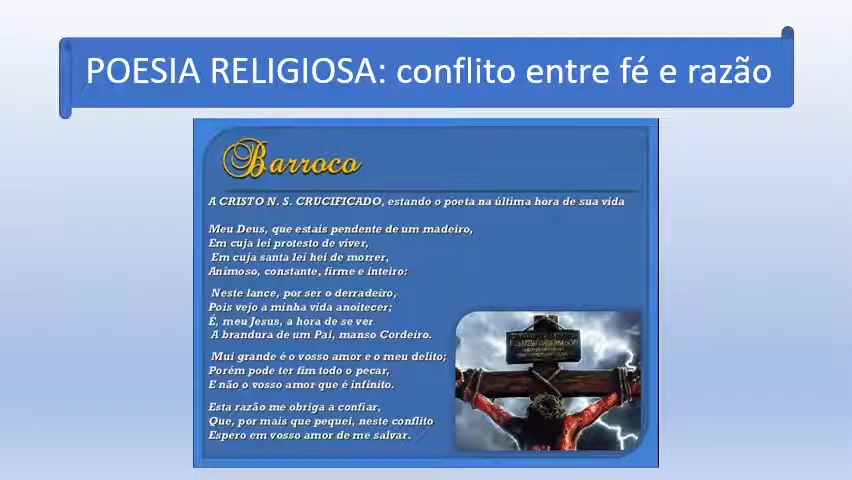 POESIA RELIGIOSA: conflito entre fé e razão
Barroco
A CRISTO N. S. CRUCIFICADO, estando o poeta na última hora de sua vida
Meu Deus, que estais pendente de um madeiro,
Em cuja lei protesto de viver,
Em cuja santa lei hei de morrer,
Animoso, constante, firme e inteiro:
Neste lance, por ser o derradeiro,
Pois vejo a minha vida anoitecer;
É, meu Jesus, a hora de se ver
A brandura de um Pai, manso Cordeiro.
Mui grande é o vosso amor e o meu delito;
Porém pode ter fim todo o pecar,
E não o vosso amor que é infinito.
Esta razão me obriga a confiar,
Que, por mais que pequei, neste conflito
Espero em vosso amor de me salvar.